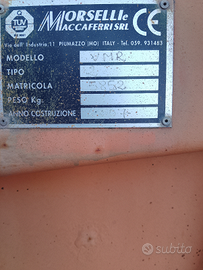 TÜV
MORSELLI e
MACCAFERRI SRL
Via dell' Industria,11 PIUMAZZO (MO) ITALY - Tel. 059. 931463
MODELLO VMR
TIPO
MATRICOLA
PESO Kg.
ANNO COSTRUZIONE
subito